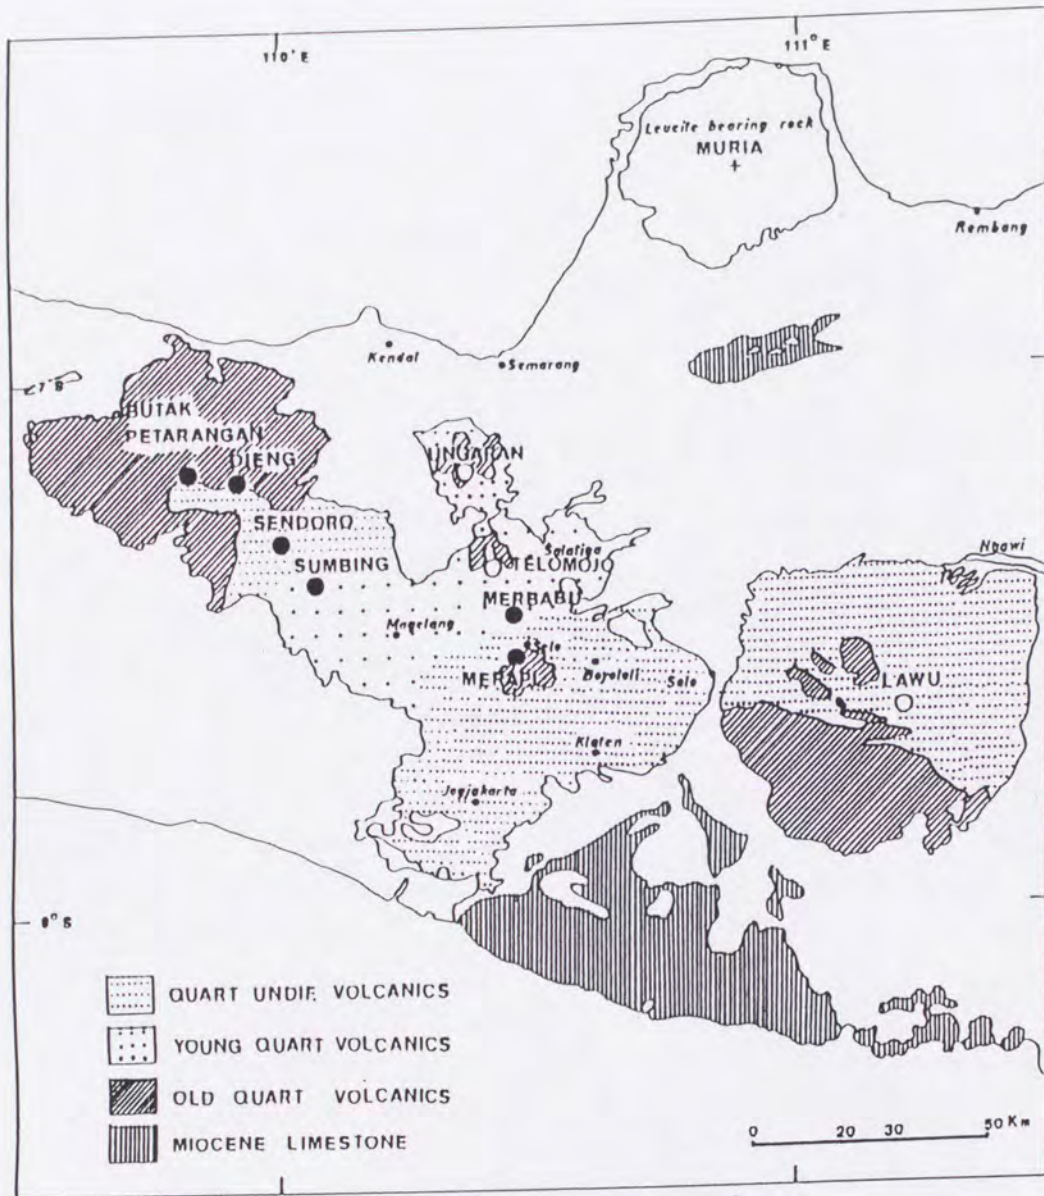 110° E
111° E
Leucite bearing rock
MURIA
Rembang
Kendal
Semarang
7° S
BUTAK
PETARANGAN
DIENG
UNGARAN
SENDORO
Salatiga
TELOMOJO
SUMBING
MERBABU
Ngawi
Magelang
Selo
MERAPI
Boyolali
Solo
LAWU
Klaten
Jogjakarta
8° S
QUART UNDIF. VOLCANICS
YOUNG QUART VOLCANICS
OLD QUART VOLCANICS
MIOCENE LIMESTONE
0 20 30 50 Km